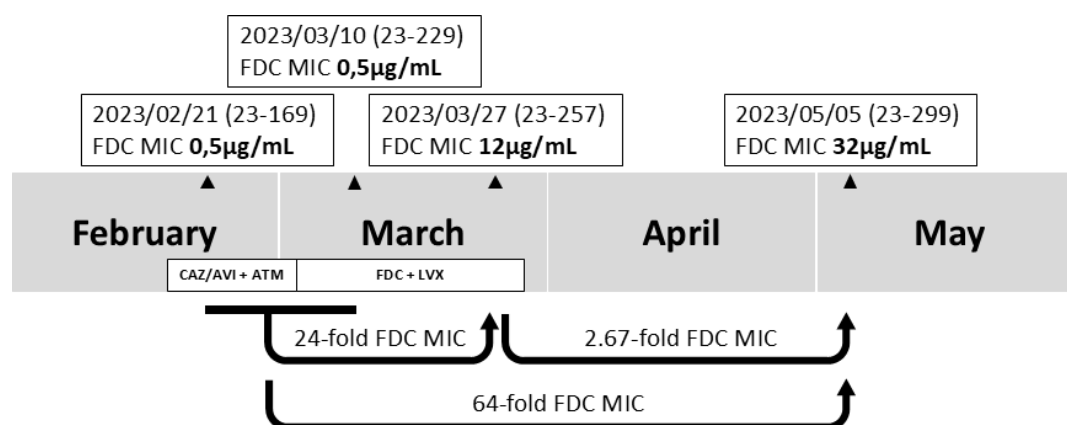 2023/03/10 (23-229)
FDC MIC 0,5µg/mL
2023/02/21 (23-169)
FDC MIC 0,5µg/mL
2023/03/27 (23-257)
FDC MIC 12µg/mL
2023/05/05 (23-299)
FDC MIC 32µg/mL
February
March
April
May
CAZ/AVI + ATM
FDC + LVX
24-fold FDC MIC
2.67-fold FDC MIC
64-fold FDC MIC